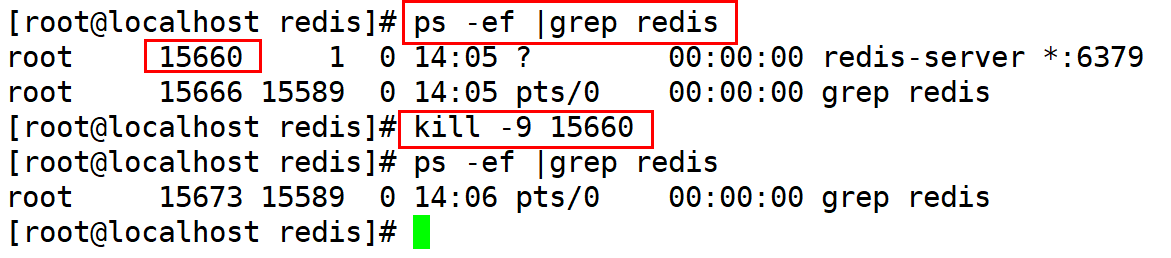 [root@localhost redis]# ps -ef |grep redis
root     15660     1  0 14:05 ?        00:00:00 redis-server *:6379
root     15666 15589  0 14:05 pts/0    00:00:00 grep redis
[root@localhost redis]# kill -9 15660
[root@localhost redis]# ps -ef |grep redis
root     15673 15589  0 14:06 pts/0    00:00:00 grep redis
[root@localhost redis]#